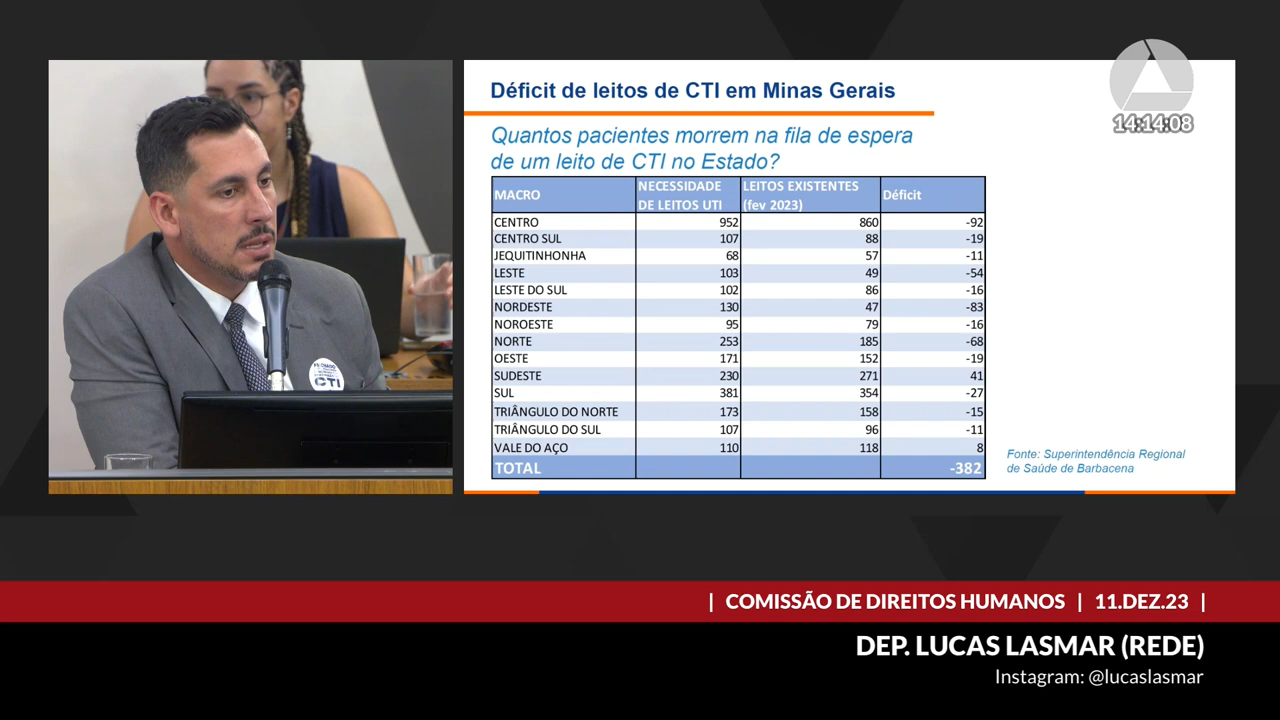 14:14:08
Déficit de leitos de CTI em Minas Gerais
Quantos pacientes morrem na fila de espera
de um leito de CTI no Estado?
MACRO NECESSIDADE DE LEITOS UTI LEITOS EXISTENTES (fev 2023) Déficit
CENTRO 952 860 -92
CENTRO SUL 107 88 -19
JEQUITINHONHA 68 57 -11
LESTE 103 49 -54
LESTE DO SUL 102 86 -16
NORDESTE 130 47 -83
NOROESTE 95 79 -16
NORTE 253 185 -68
OESTE 171 152 -19
SUDESTE 230 271 41
SUL 381 354 -27
TRIÂNGULO DO NORTE 173 158 -15
TRIÂNGULO DO SUL 107 96 -11
VALE DO AÇO 110 118 8
TOTAL -382
Fonte: Superintendência Regional
de Saúde de Barbacena
CTI
| COMISSÃO DE DIREITOS HUMANOS | 11.DEZ.23 |
DEP. LUCAS LASMAR (REDE)
Instagram: @lucaslasmar